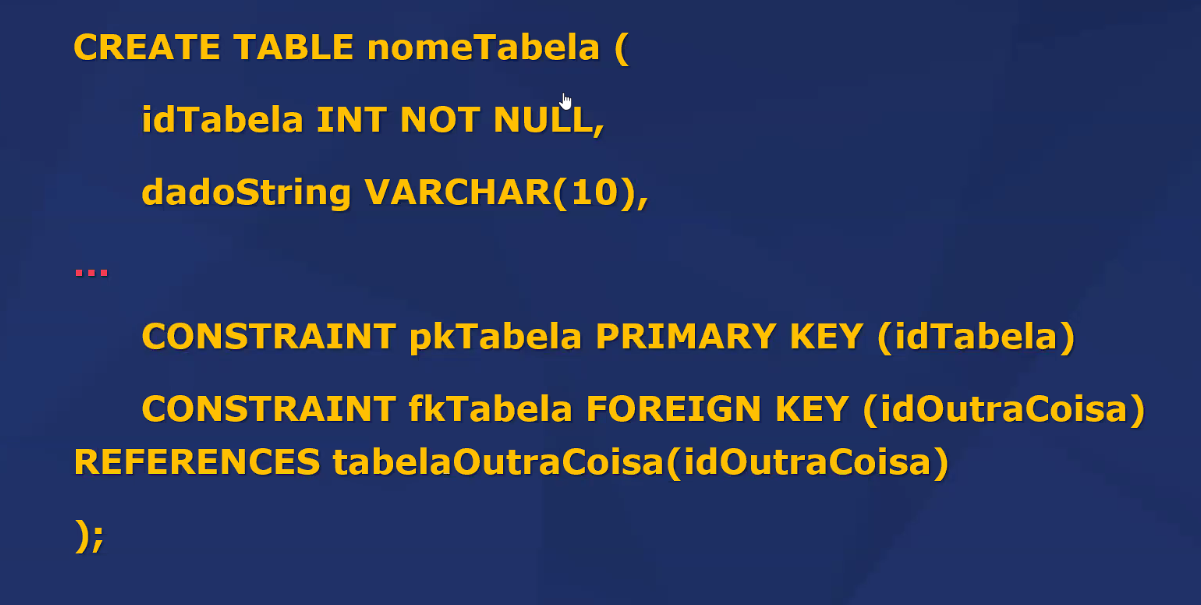 CREATE TABLE nomeTabela (
idTabela INT NOT NULL,
dadoString VARCHAR(10),
...
CONSTRAINT pkTabela PRIMARY KEY (idTabela)
CONSTRAINT fkTabela FOREIGN KEY (idOutraCoisa)
REFERENCES tabelaOutraCoisa(idOutraCoisa)
);